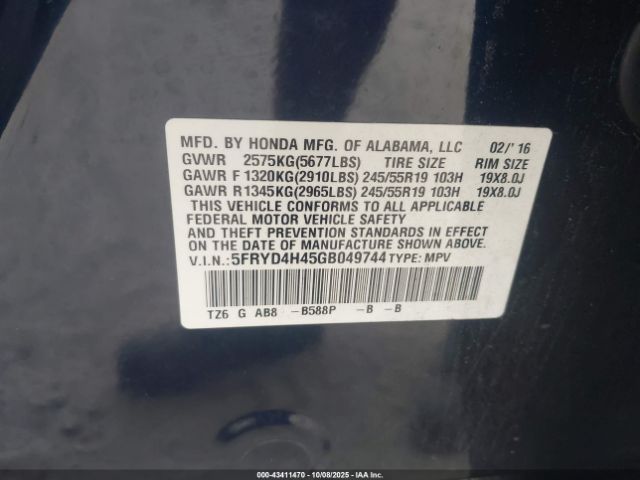 MFD. BY HONDA MFG. OF ALABAMA, LLC 02/' 16
GVWR 2575KG(5677LBS) TIRE SIZE RIM SIZE
GAWR F 1320KG(2910LBS) 245/55R19 103H 19X8.0J
GAWR R 1345KG(2965LBS) 245/55R19 103H 19X8.0J
THIS VEHICLE CONFORMS TO ALL APPLICABLE
FEDERAL MOTOR VEHICLE SAFETY
AND THEFT PREVENTION STANDARDS IN EFFECT
ON THE DATE OF MANUFACTURE SHOWN ABOVE.
V.I.N.: 5FRYD4H45GB049744 TYPE: MPV
TZ6 G AB8 -B588P -B -B
000-43411470 10/08/2025 - IAAI.COM